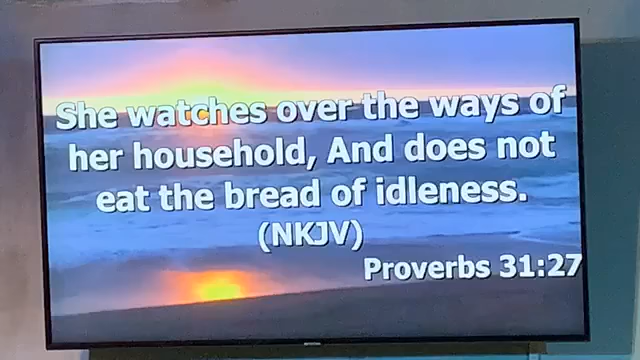 She watches over the ways of
her household, And does not
eat the bread of idleness.
(NKJV)
Proverbs 31:27